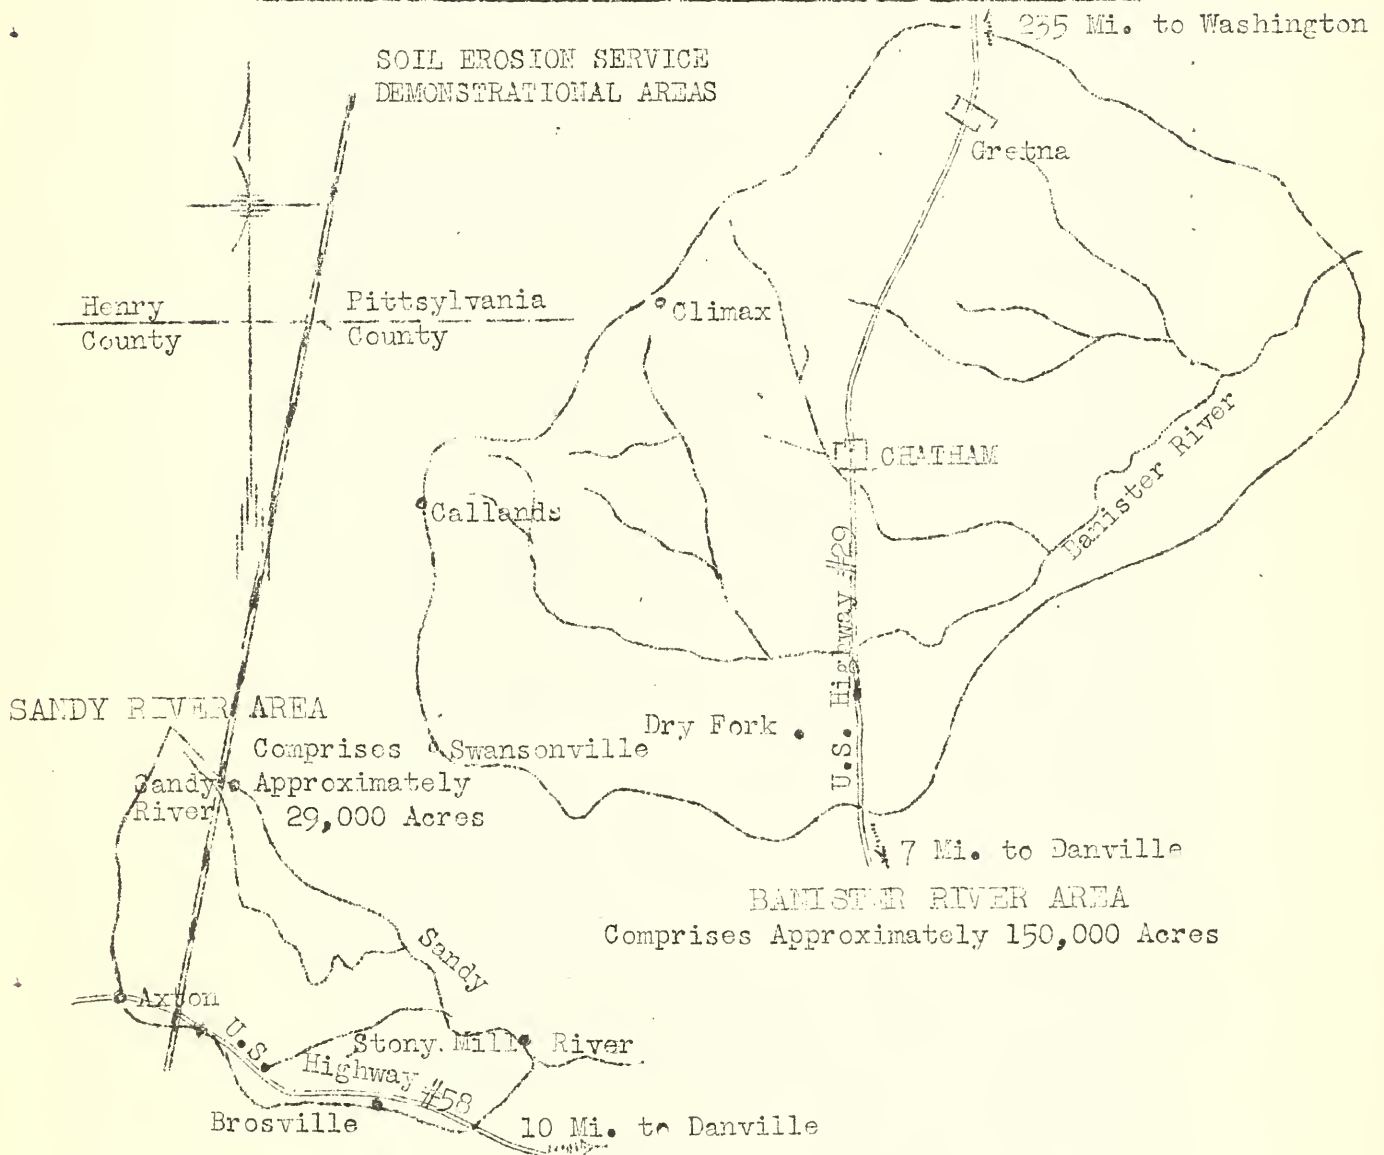 235 Mi. to Washington
SOIL EROSION SERVICE
DEMONSTRATIONAL AREAS
Gretna
Henry
County
Pittsylvania
County
Climax
CHATHAM
Callands
Banister River
U.S. Highway #29
SANDY RIVER AREA
Comprises
Approximately
29,000 Acres
Sandy
River
Swansonville
Dry Fork
7 Mi. to Danville
BANISTER RIVER AREA
Comprises Approximately 150,000 Acres
Sandy
River
Axton
Stony Mill
U.S. Highway #58
Brosville
10 Mi. to Danville